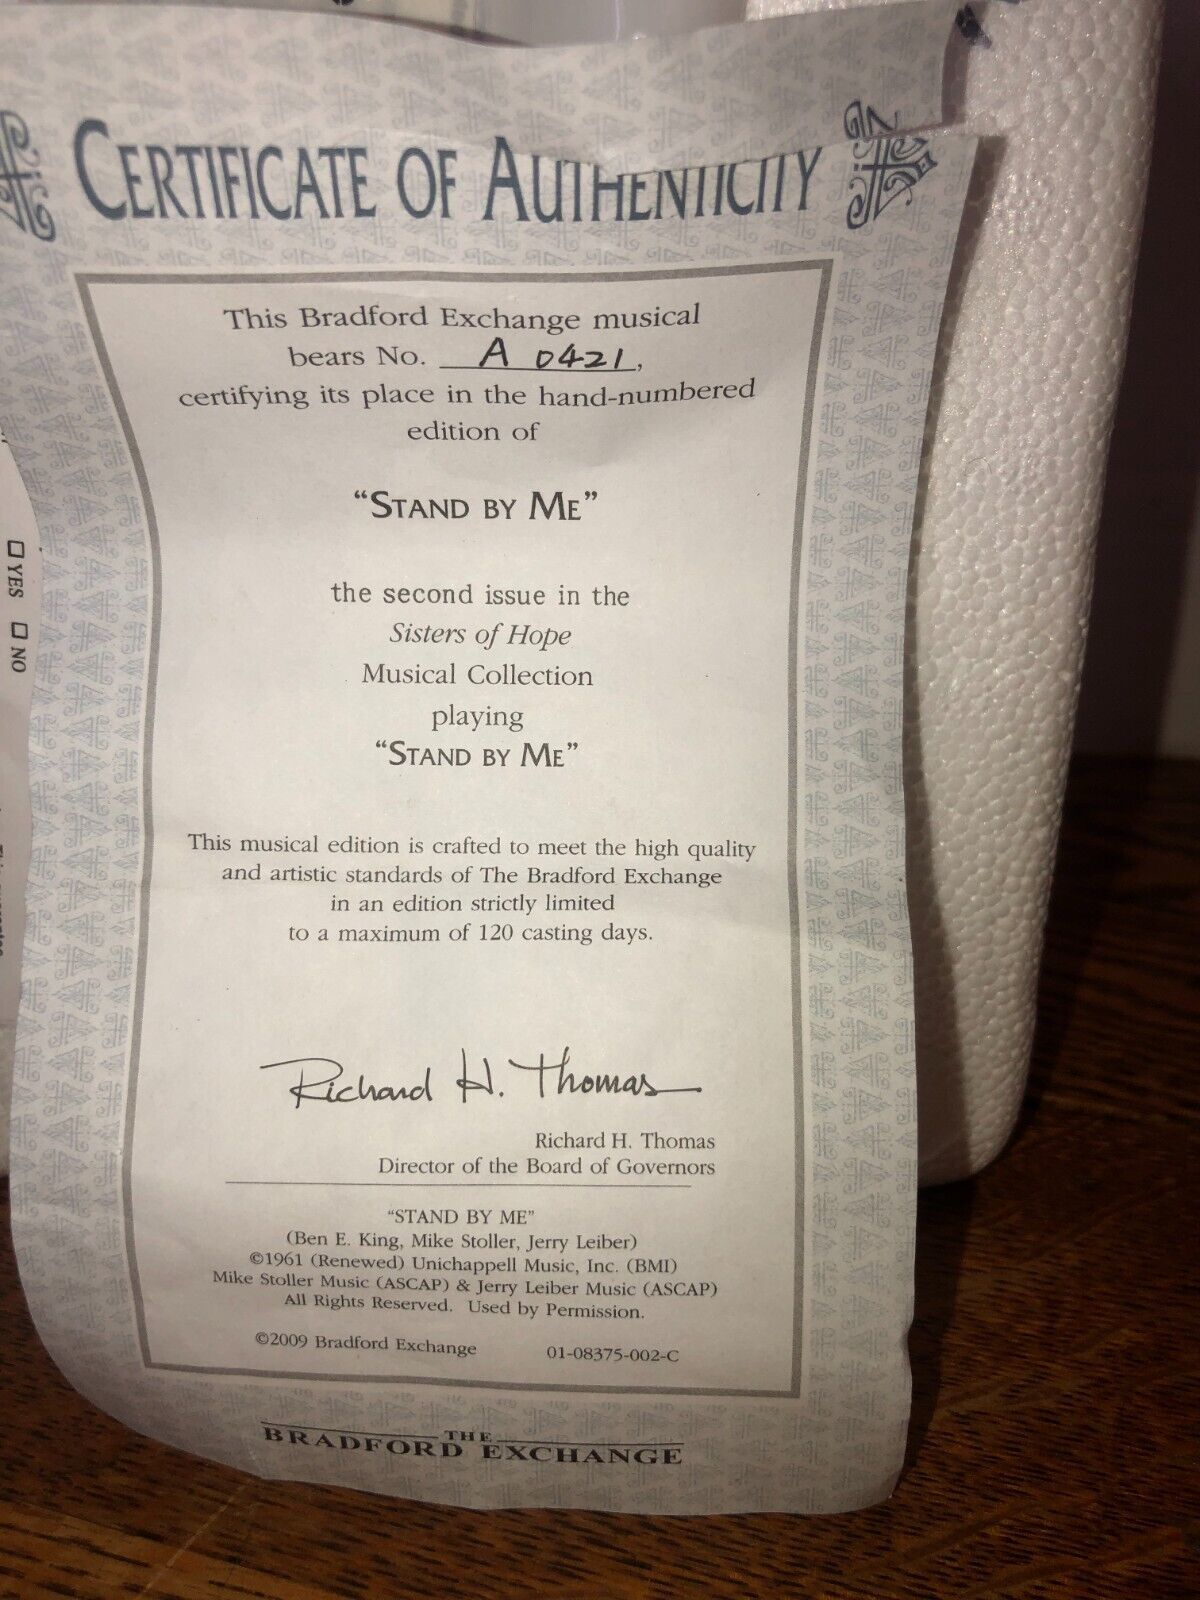 CERTIFICATE OF AUTHENTICITY
This Bradford Exchange musical
bears No. A 0421,
certifying its place in the hand-numbered
edition of
“STAND BY ME”
the second issue in the
Sisters of Hope
Musical Collection
playing
“STAND BY ME”
This musical edition is crafted to meet the high quality
and artistic standards of The Bradford Exchange
in an edition strictly limited
to a maximum of 120 casting days.
Richard H. Thomas
Richard H. Thomas
Director of the Board of Governors
“STAND BY ME”
(Ben E. King, Mike Stoller, Jerry Leiber)
©1961 (Renewed) Unichappell Music, Inc. (BMI)
Mike Stoller Music (ASCAP) & Jerry Leiber Music (ASCAP)
All Rights Reserved. Used by Permission.
©2009 Bradford Exchange 01-08375-002-C
THE
BRADFORD EXCHANGE
YES NO